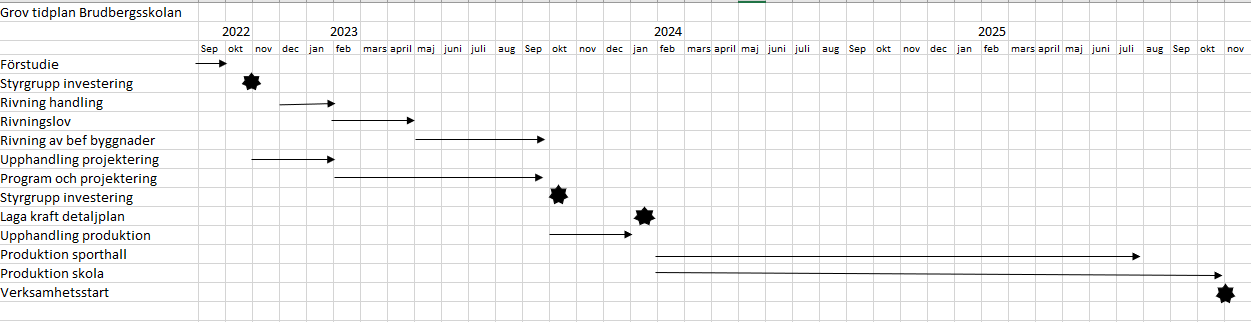 Grov tidplan Brudbergsskolan
2022 2023 2024 2025
Sep okt nov dec jan feb mars april maj juni juli aug Sep okt nov dec jan feb mars april maj juni juli aug Sep okt nov dec jan feb mars april maj juni juli aug Sep okt nov
Förstudie
Styrgrupp investering
Rivning handling
Rivningslov
Rivning av bef byggnader
Upphandling projektering
Program och projektering
Styrgrupp investering
Laga kraft detaljplan
Upphandling produktion
Produktion sporthall
Produktion skola
Verksamhetsstart